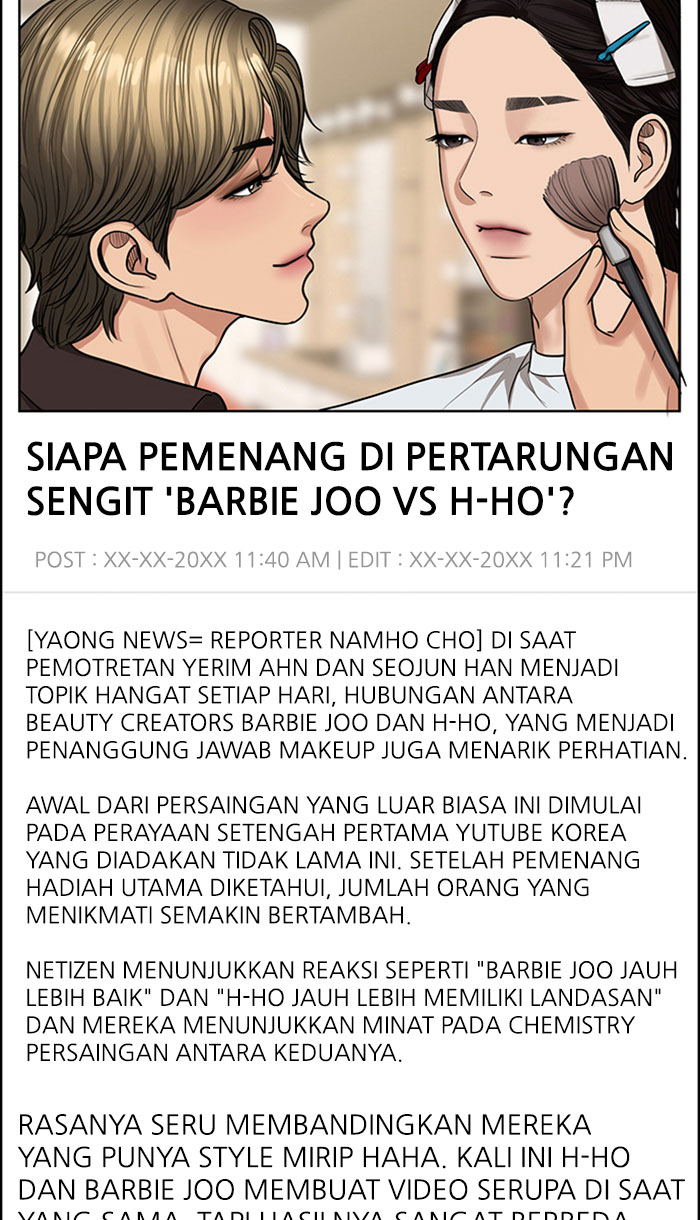 SIAPA PEMENANG DI PERTARUNGAN
SENGIT 'BARBIE JOO VS H-HO'?
POST : XX-XX-20XX 11:40 AM | EDIT : XX-XX-20XX 11:21 PM
[YAONG NEWS= REPORTER NAMHO CHO] DI SAAT
PEMOTRETAN YERIM AHN DAN SEOJUN HAN MENJADI
TOPIK HANGAT SETIAP HARI, HUBUNGAN ANTARA
BEAUTY CREATORS BARBIE JOO DAN H-HO, YANG MENJADI
PENANGGUNG JAWAB MAKEUP JUGA MENARIK PERHATIAN.
AWAL DARI PERSAINGAN YANG LUAR BIASA INI DIMULAI
PADA PERAYAAN SETENGAH PERTAMA YUTUBE KOREA
YANG DIADAKAN TIDAK LAMA INI. SETELAH PEMENANG
HADIAH UTAMA DIKETAHUI, JUMLAH ORANG YANG
MENIKMATI SEMAKIN BERTAMBAH.
NETIZEN MENUNJUKKAN REAKSI SEPERTI "BARBIE JOO JAUH
LEBIH BAIK" DAN "H-HO JAUH LEBIH MEMILIKI LANDASAN"
DAN MEREKA MENUNJUKKAN MINAT PADA CHEMISTRY
PERSAINGAN ANTARA KEDUANYA.
RASANYA SERU MEMBANDINGKAN MEREKA
YANG PUNYA STYLE MIRIP HAHA. KALI INI H-HO
DAN BARBIE JOO MEMBUAT VIDEO SERUPA DI SAAT
YANG SAMA, TAPI HASILNYA SANGAT BERBEDA